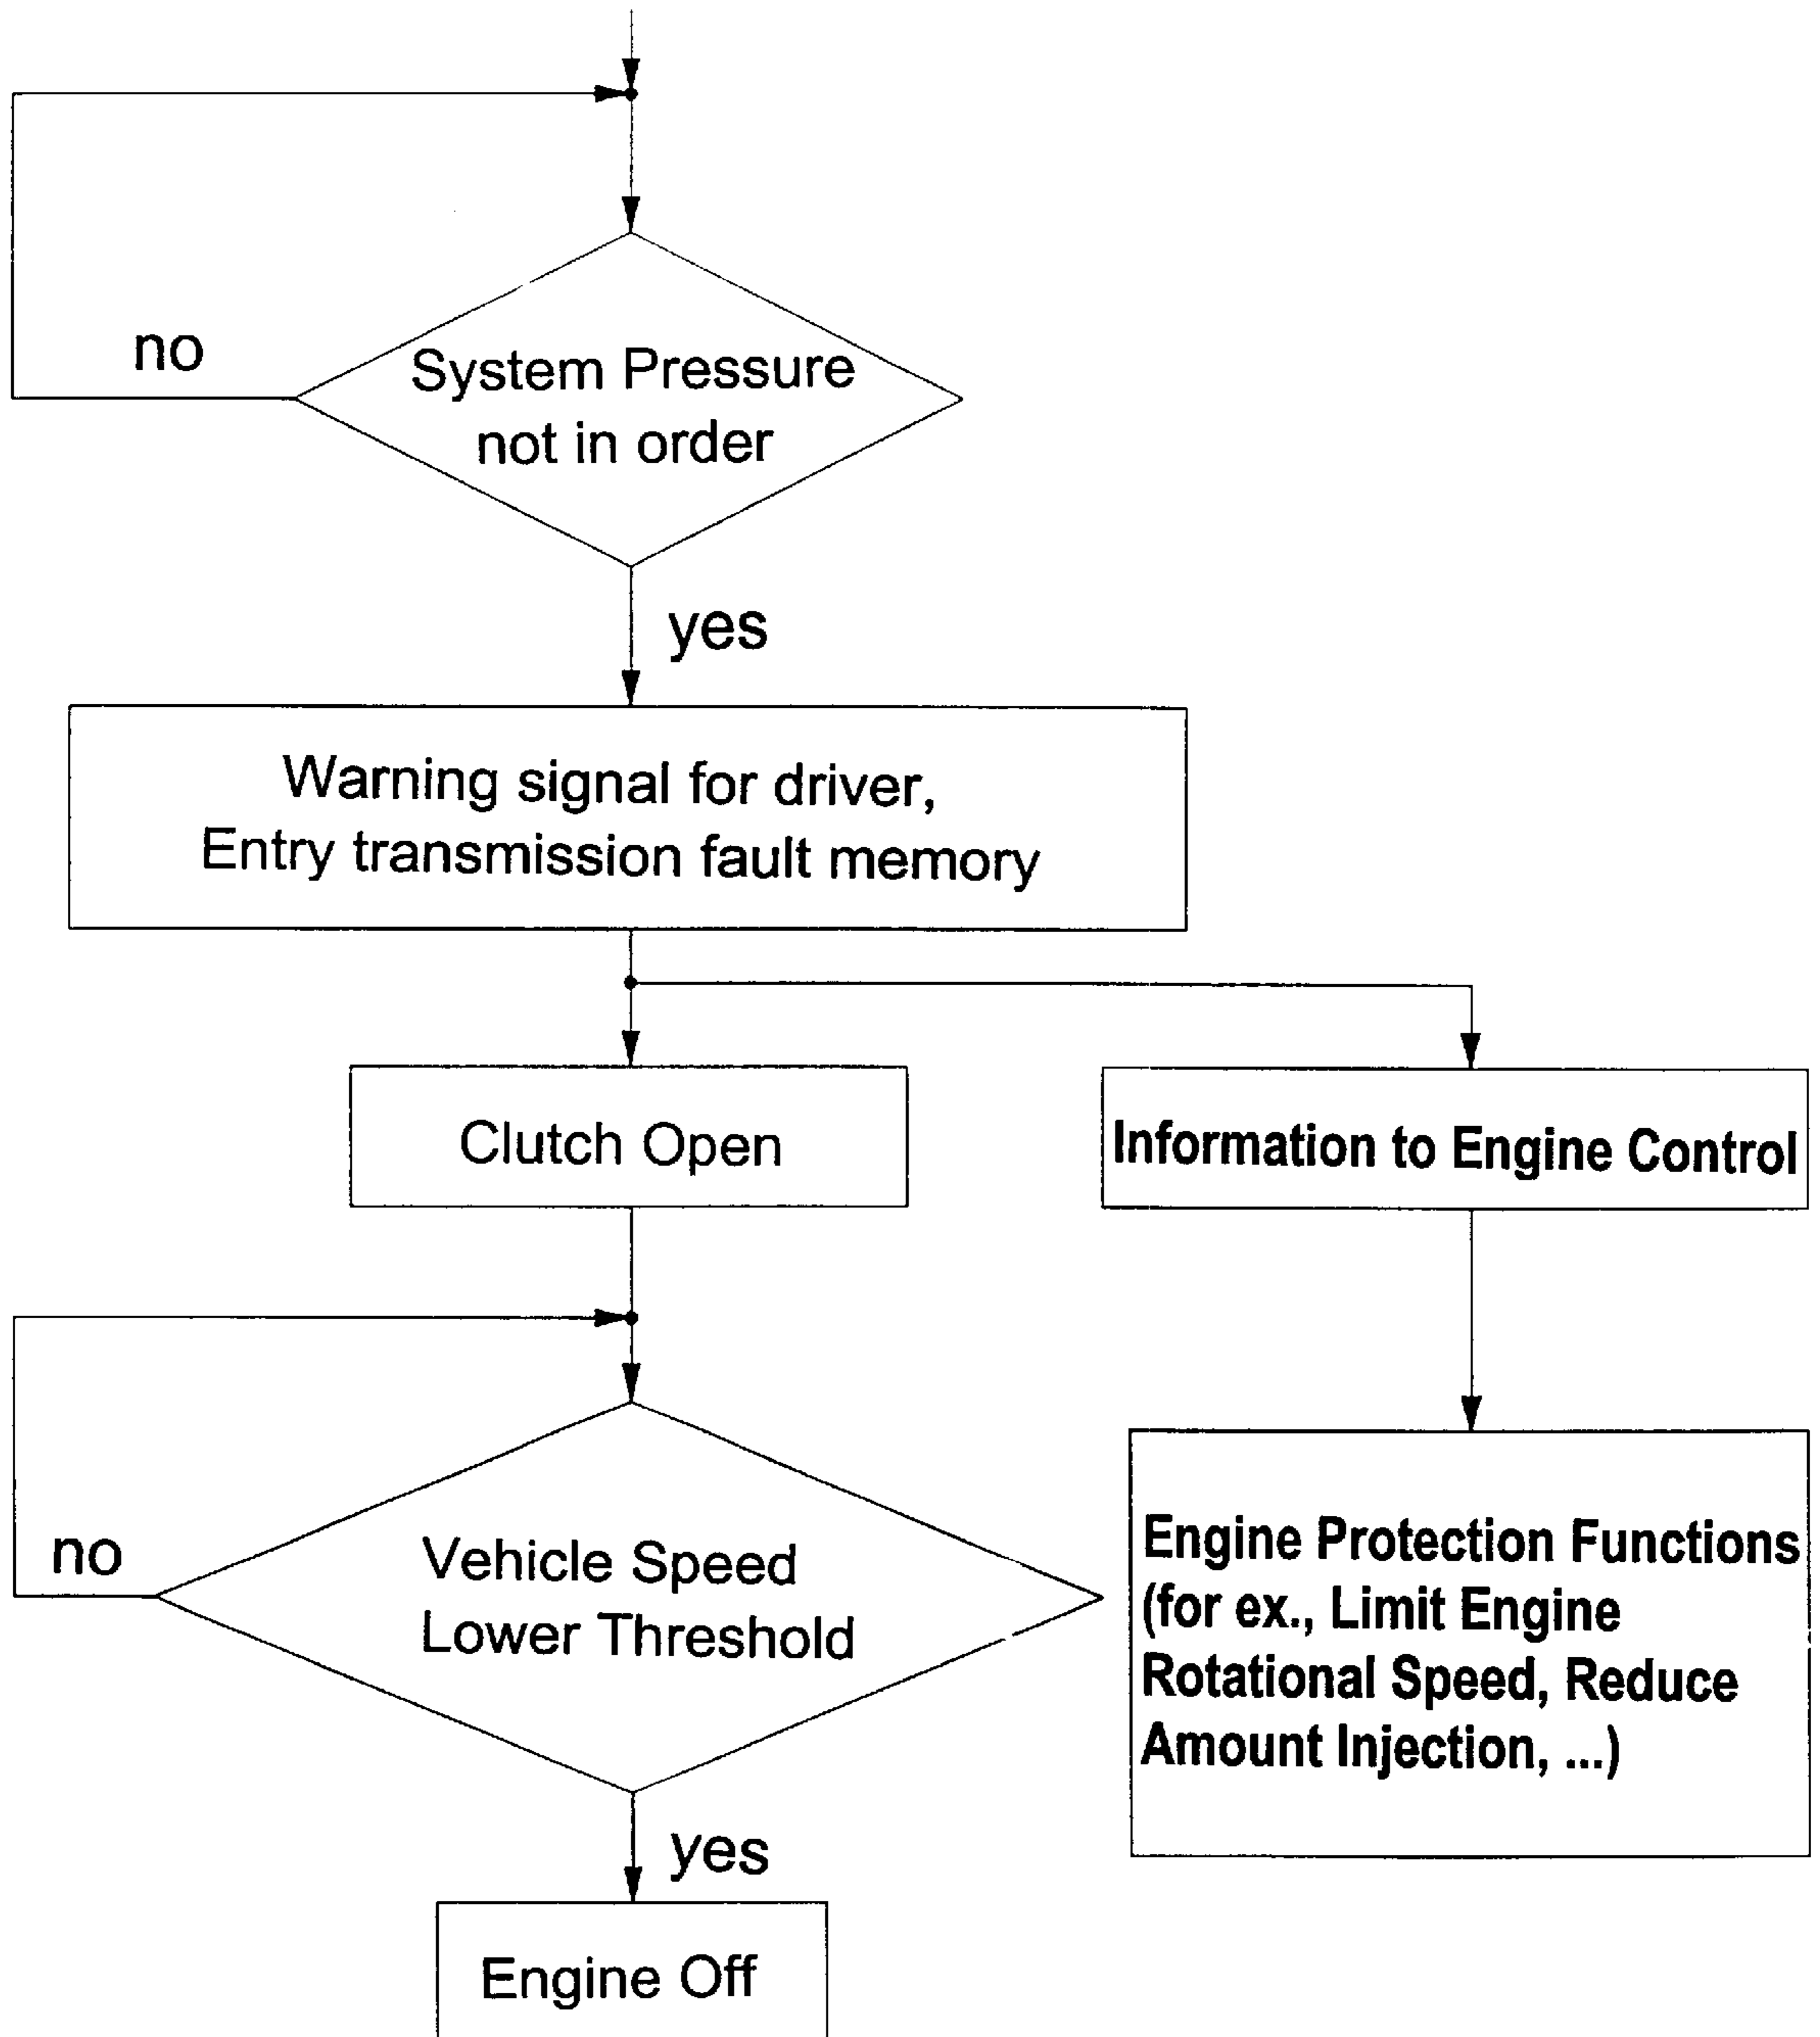 no
System Pressure
not in order
yes
Warning signal for driver,
Entry transmission fault memory
Clutch Open
Information to Engine Control
no
Vehicle Speed
Lower Threshold
Engine Protection Functions
(for ex., Limit Engine
Rotational Speed, Reduce
Amount Injection, ...)
yes
Engine Off